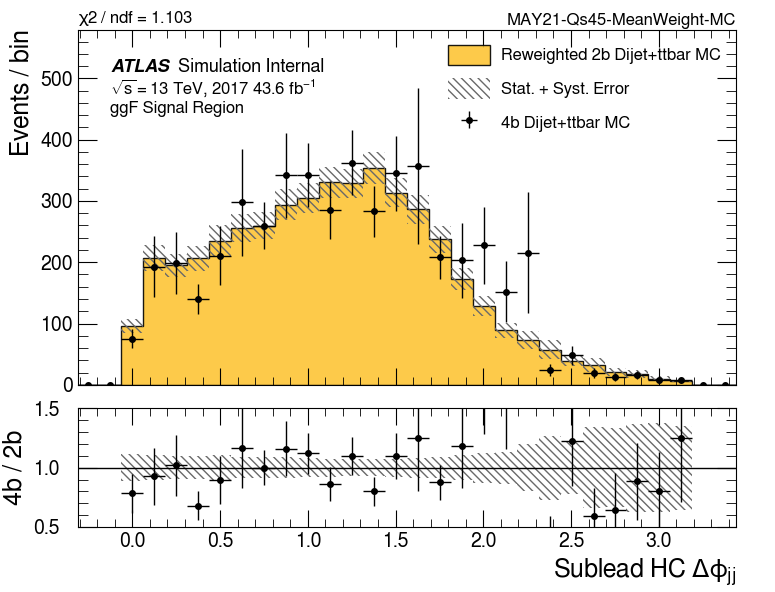 χ2 / ndf = 1.103
MAY21-Qs45-MeanWeight-MC
Events / bin
ATLAS Simulation Internal
√s = 13 TeV, 2017 43.6 fb⁻¹
ggF Signal Region
Reweighted 2b Dijet+ttbar MC
Stat. + Syst. Error
4b Dijet+ttbar MC
500
400
300
200
100
0
4b / 2b
1.5
1.0
0.5
0.0 0.5 1.0 1.5 2.0 2.5 3.0
Sublead HC Δϕjj